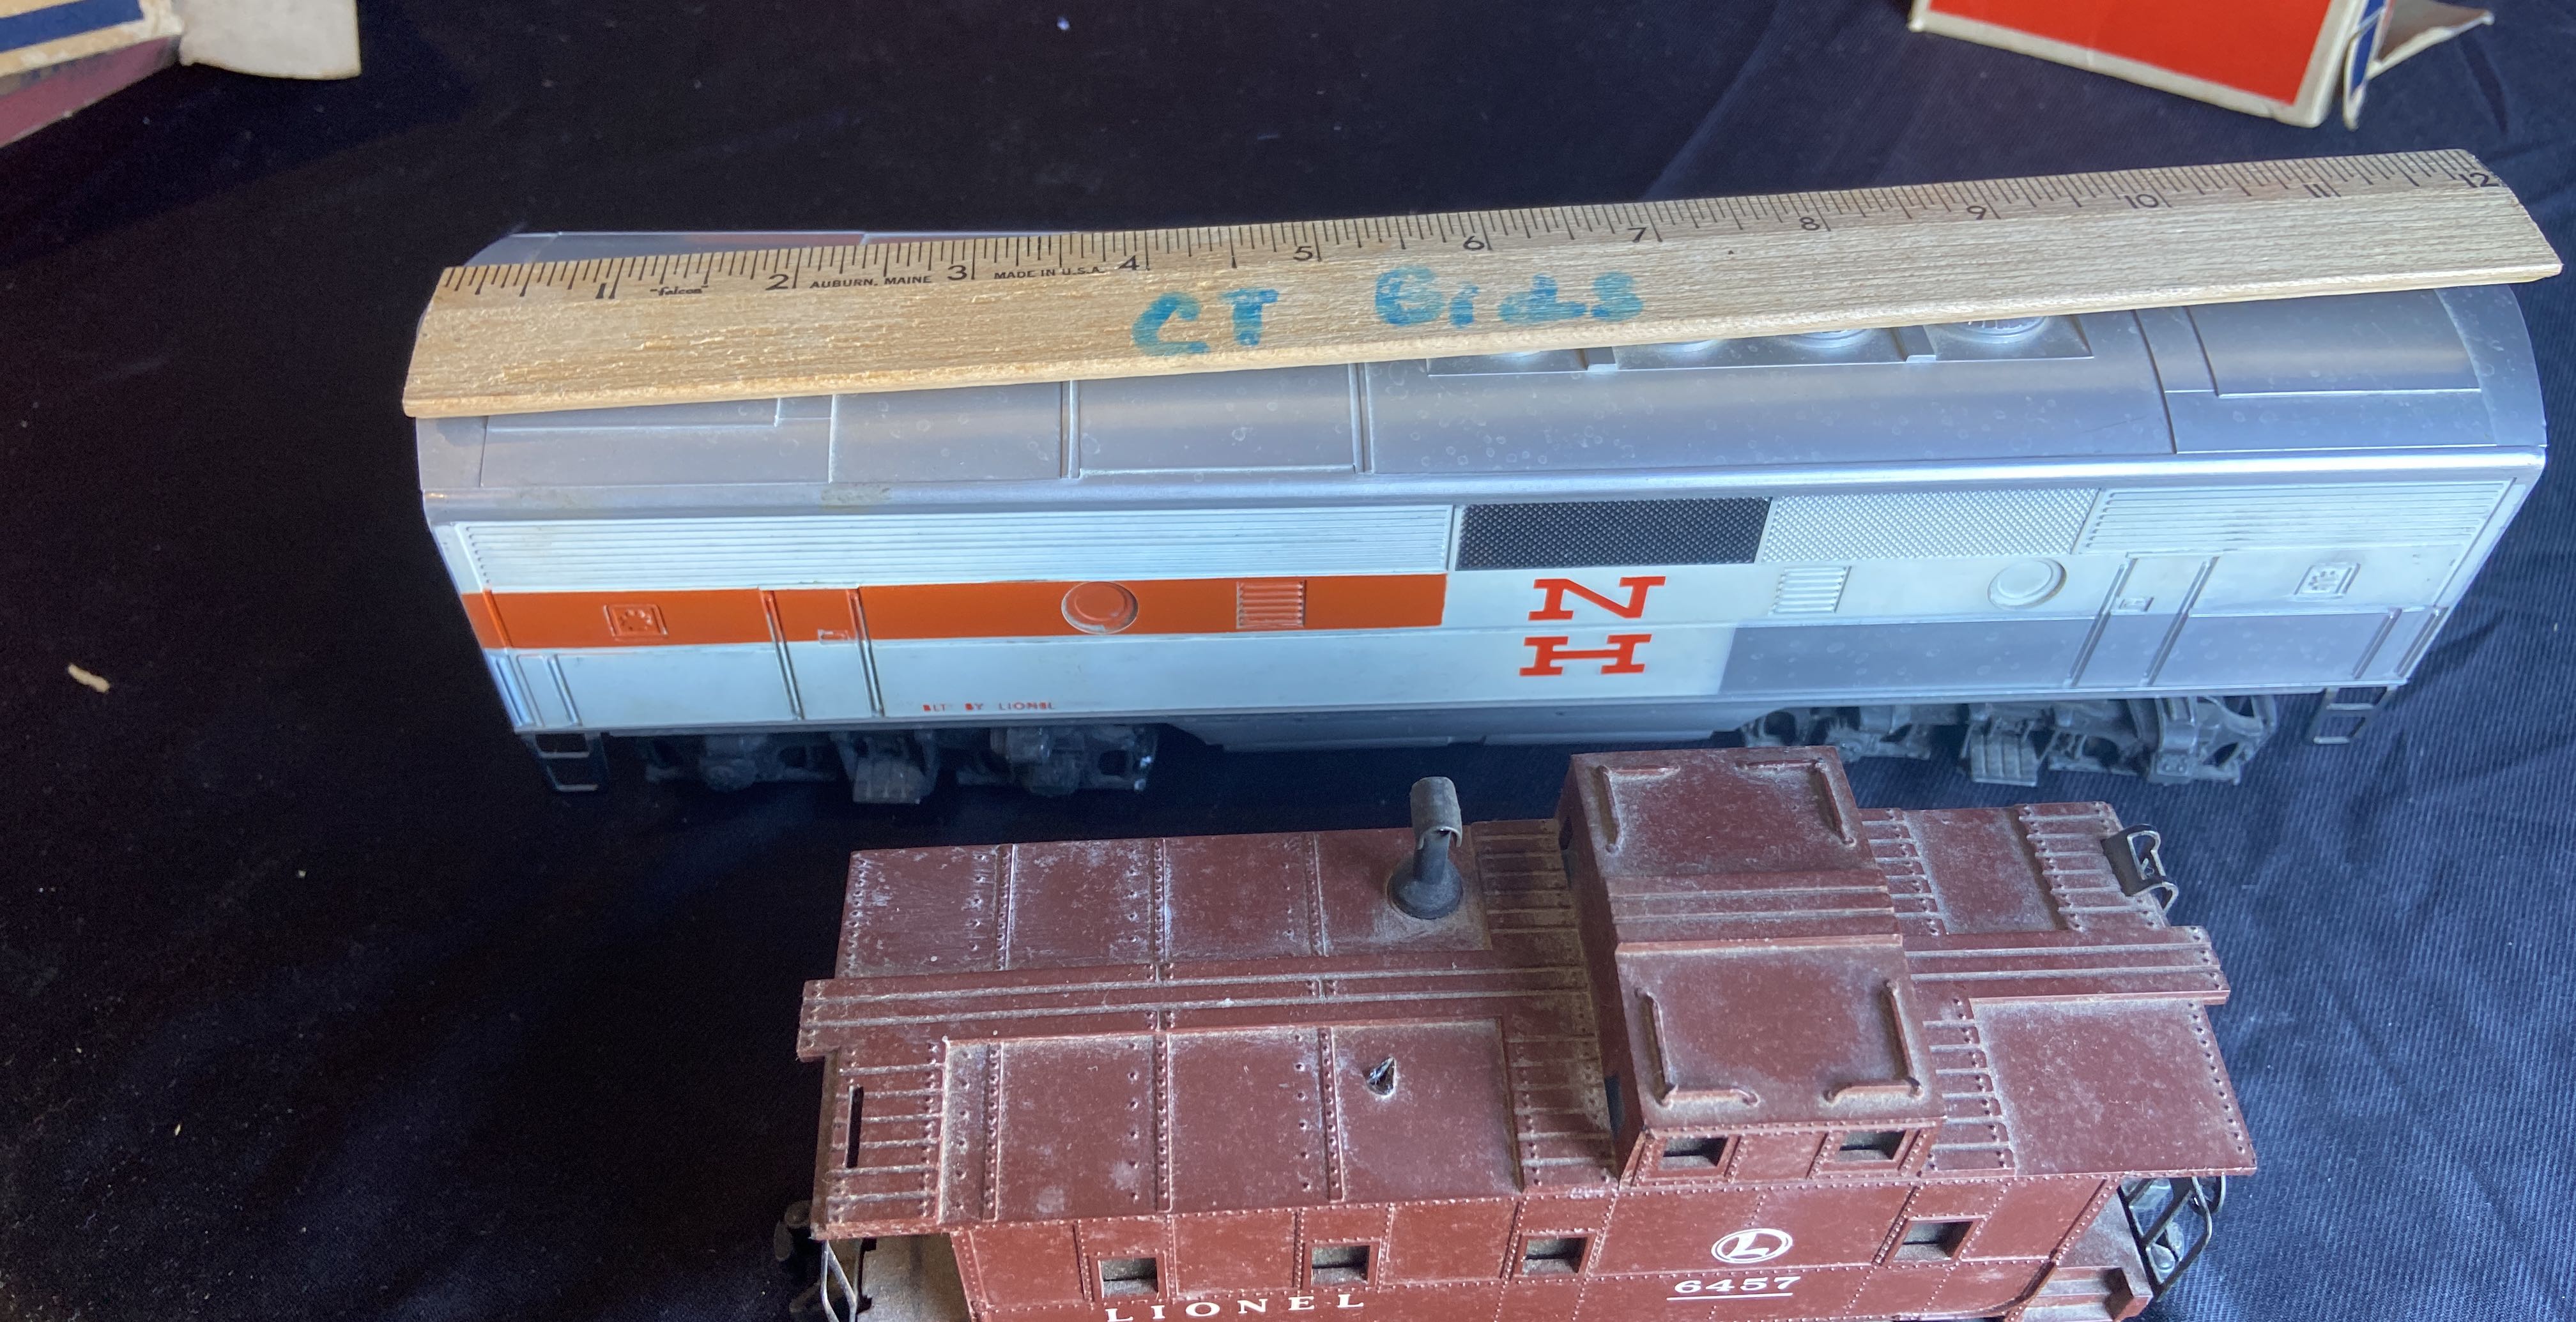 1 2 3 4 5 6 7 8 9 10 11 12
"Falcon" AUBURN, MAINE MADE IN U.S.A.
CT Bids
N
H
BLT BY LIONEL
L
6457
LIONEL